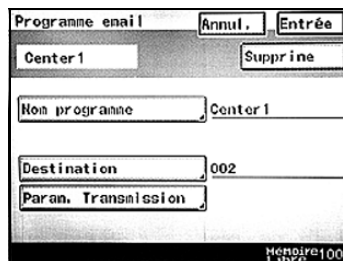 Programme email
Annul.
Entrée
Center1
Supprine
Nom programme
Center1
Destination
002
Param. Transmission
Mémoire Libre 100